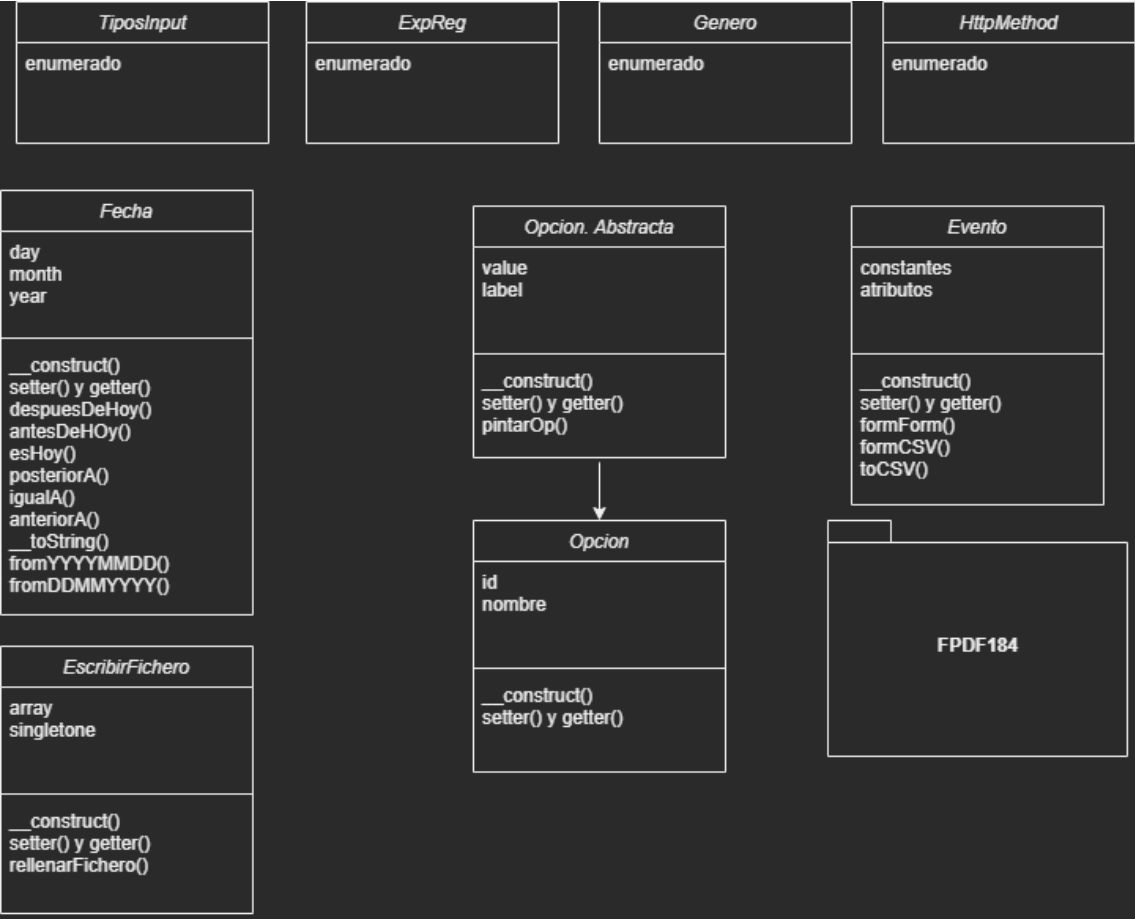 TiposInput
enumerado
ExpReg
enumerado
Genero
enumerado
HttpMethod
enumerado
Fecha
day
month
year
__construct()
setter() y getter()
despuesDeHoy()
antesDeHOy()
esHoy()
posteriorA()
igualA()
anteriorA()
__toString()
fromYYYYMMDD()
fromDDMMYYYY()
Opcion. Abstracta
value
label
__construct()
setter() y getter()
pintarOp()
Evento
constantes
atributos
__construct()
setter() y getter()
formForm()
formCSV()
toCSV()
Opcion
id
nombre
__construct()
setter() y getter()
FPDF184
EscribirFichero
array
singletone
__construct()
setter() y getter()
rellenarFichero()